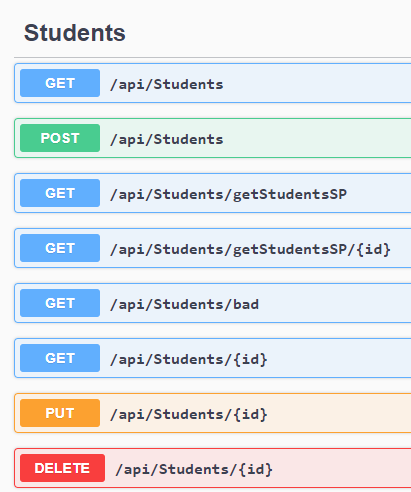 Students
GET /api/Students
POST /api/Students
GET /api/Students/getStudentsSP
GET /api/Students/getStudentsSP/{id}
GET /api/Students/bad
GET /api/Students/{id}
PUT /api/Students/{id}
DELETE /api/Students/{id}